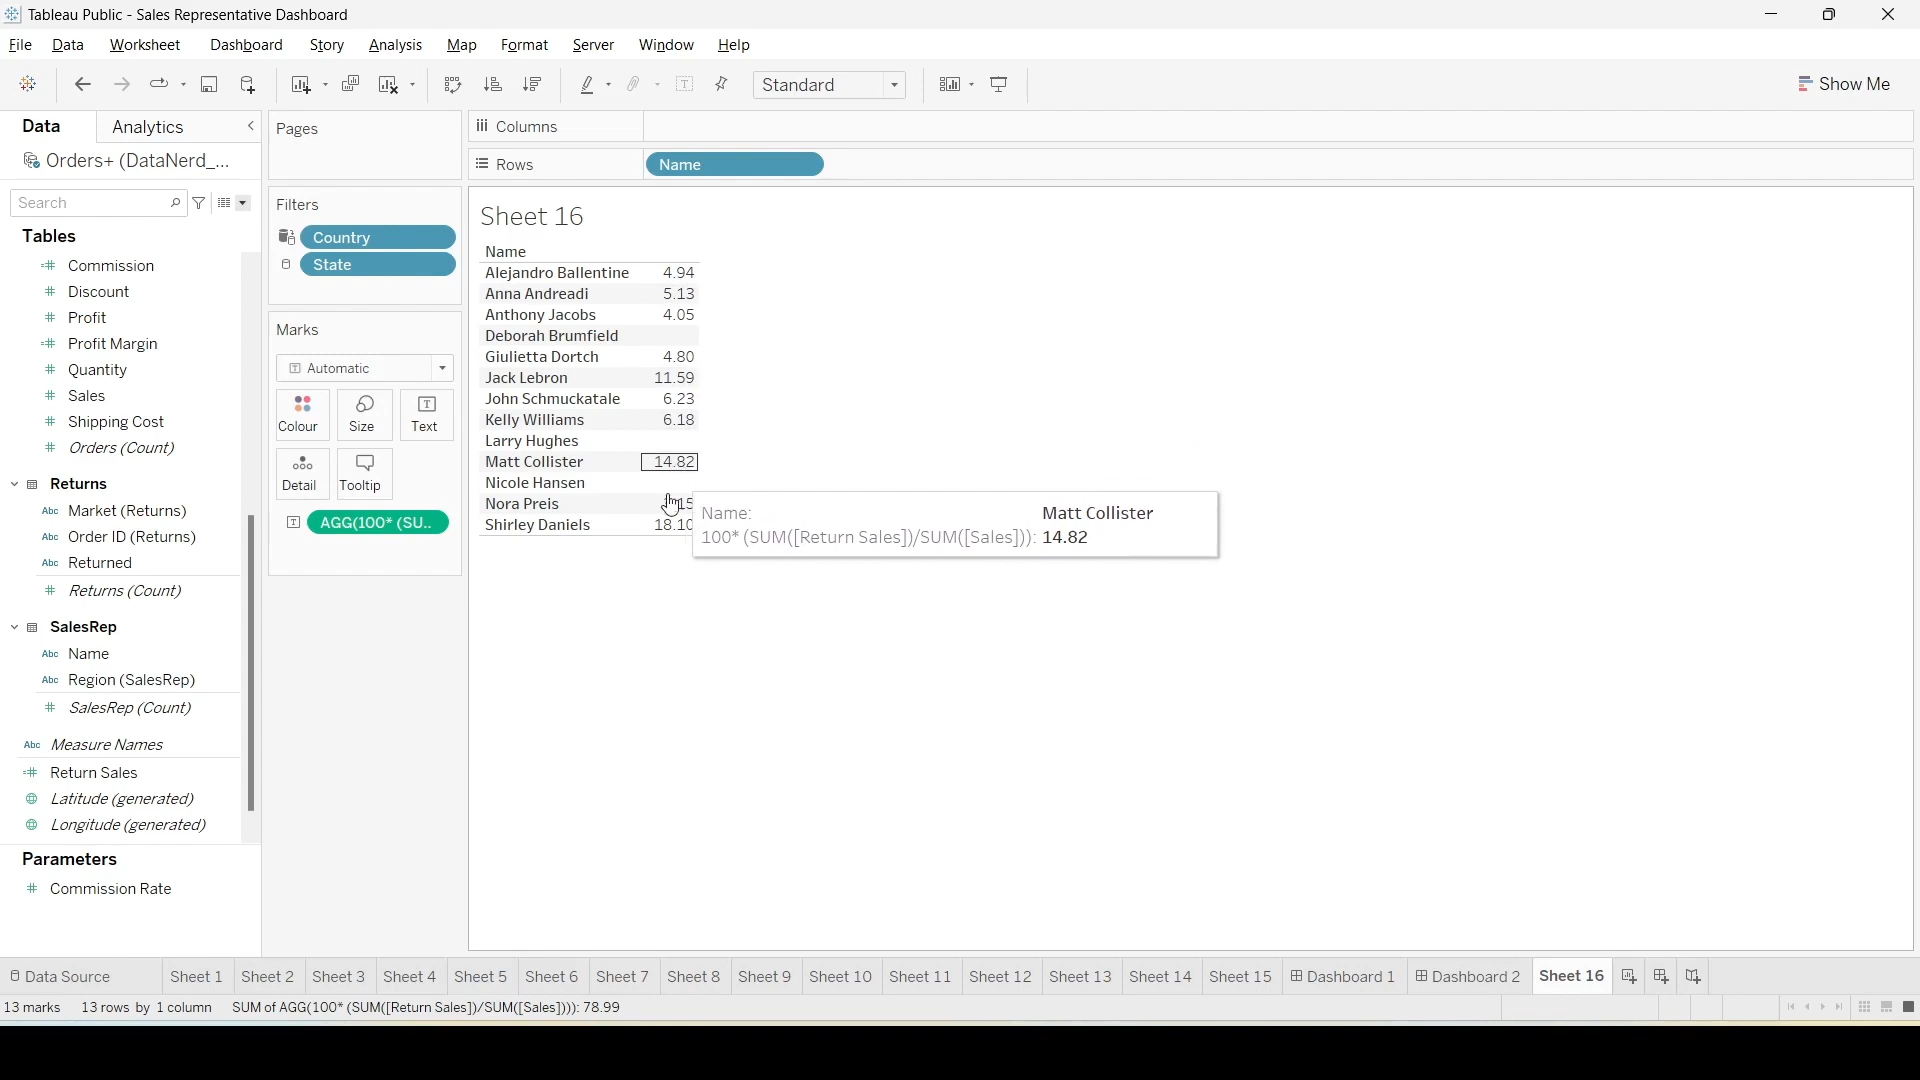 Tableau Public - Sales Representative Dashboard
File Data Worksheet Dashboard Story Analysis Map Format Server Window Help
Standard
Show Me
Data Analytics
Orders+ (DataNerd_...
Search
Tables
Commission
Discount
Profit
Profit Margin
Quantity
Sales
Shipping Cost
Orders (Count)
Returns
Abc Market (Returns)
Abc Order ID (Returns)
Abc Returned
Returns (Count)
SalesRep
Abc Name
Abc Region (SalesRep)
SalesRep (Count)
Abc Measure Names
Return Sales
Latitude (generated)
Longitude (generated)
Parameters
Commission Rate
Pages
Filters
Country
State
Marks
Automatic
Colour Size Text
Detail Tooltip
AGG(100* (SU..
Columns
Rows Name
Sheet 16
Name
Alejandro Ballentine 4.94
Anna Andreadi 5.13
Anthony Jacobs 4.05
Deborah Brumfield
Giulietta Dortch 4.80
Jack Lebron 11.59
John Schmuckatale 6.23
Kelly Williams 6.18
Larry Hughes
Matt Collister 14.82
Nicole Hansen
Nora Preis
Shirley Daniels 18.10
Name: Matt Collister
100* (SUM([Return Sales])/SUM([Sales])): 14.82
Data Source Sheet 1 Sheet 2 Sheet 3 Sheet 4 Sheet 5 Sheet 6 Sheet 7 Sheet 8 Sheet 9 Sheet 10 Sheet 11 Sheet 12 Sheet 13 Sheet 14 Sheet 15 Dashboard 1 Dashboard 2 Sheet 16
13 marks 13 rows by 1 column SUM of AGG(100* (SUM([Return Sales])/SUM([Sales]))): 78.99